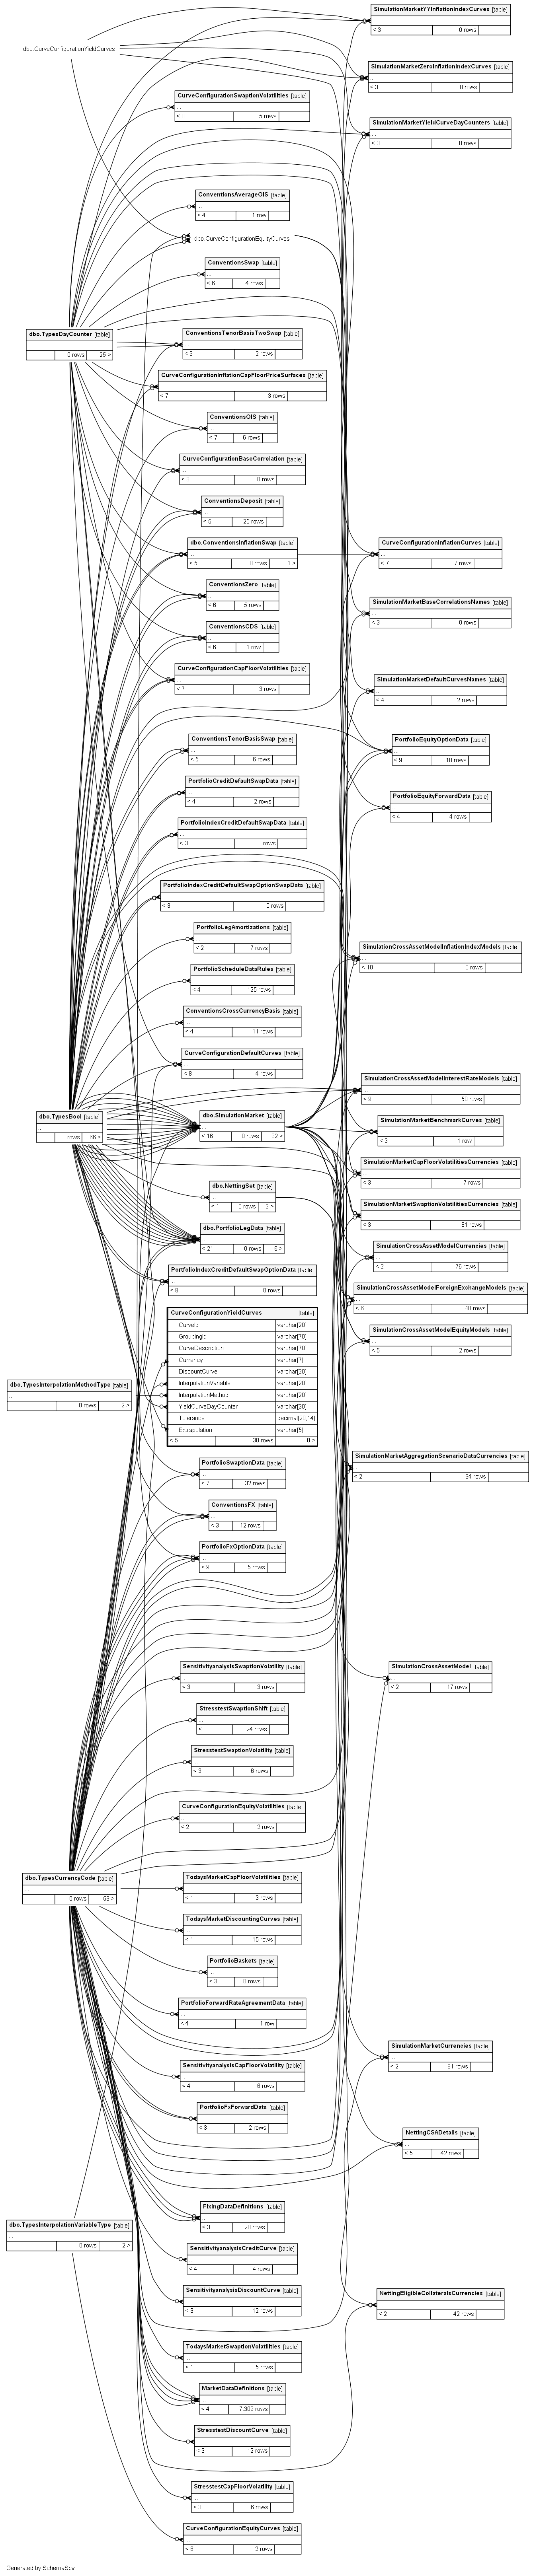 SimulationMarketYYInflationIndexCurves [table]
...
< 3 0 rows
dbo.CurveConfigurationYieldCurves
SimulationMarketZeroInflationIndexCurves [table]
...
< 3 0 rows
CurveConfigurationSwaptionVolatilities [table]
...
< 8 5 rows
SimulationMarketYieldCurveDayCounters [table]
...
< 3 0 rows
ConventionsAverageOIS [table]
...
< 4 1 row
dbo.CurveConfigurationEquityCurves
ConventionsSwap [table]
...
< 6 34 rows
dbo.TypesDayCounter [table]
...
0 rows 25 >
ConventionsTenorBasisTwoSwap [table]
...
< 9 2 rows
CurveConfigurationInflationCapFloorPriceSurfaces [table]
...
< 7 3 rows
ConventionsOIS [table]
...
< 7 6 rows
CurveConfigurationBaseCorrelation [table]
...
< 3 0 rows
ConventionsDeposit [table]
...
< 5 25 rows
dbo.ConventionsInflationSwap [table]
...
< 5 0 rows 1 >
CurveConfigurationInflationCurves [table]
...
< 7 7 rows
ConventionsZero [table]
...
< 6 5 rows
SimulationMarketBaseCorrelationsNames [table]
...
< 3 0 rows
ConventionsCDS [table]
...
< 6 1 row
CurveConfigurationCapFloorVolatilities [table]
...
< 7 3 rows
SimulationMarketDefaultCurvesNames [table]
...
< 4 2 rows
ConventionsTenorBasisSwap [table]
...
< 5 6 rows
PortfolioEquityOptionData [table]
...
< 9 10 rows
PortfolioCreditDefaultSwapData [table]
...
< 4 2 rows
PortfolioEquityForwardData [table]
...
< 4 4 rows
PortfolioIndexCreditDefaultSwapData [table]
...
< 3 0 rows
PortfolioIndexCreditDefaultSwapOptionSwapData [table]
...
< 3 0 rows
PortfolioLegAmortizations [table]
...
< 2 7 rows
SimulationCrossAssetModelInflationIndexModels [table]
...
< 10 0 rows
PortfolioScheduleDataRules [table]
...
< 4 125 rows
ConventionsCrossCurrencyBasis [table]
...
< 4 11 rows
CurveConfigurationDefaultCurves [table]
...
< 8 4 rows
SimulationCrossAssetModelInterestRateModels [table]
...
< 9 50 rows
dbo.TypesBool [table]
...
0 rows 66 >
dbo.SimulationMarket [table]
...
< 16 0 rows 32 >
SimulationMarketBenchmarkCurves [table]
...
< 3 1 row
SimulationMarketCapFloorVolatilitiesCurrencies [table]
...
< 3 7 rows
dbo.NettingSet [table]
...
< 1 0 rows 3 >
SimulationMarketSwaptionVolatilitiesCurrencies [table]
...
< 3 81 rows
dbo.PortfolioLegData [table]
...
< 21 0 rows 6 >
SimulationCrossAssetModelCurrencies [table]
...
< 2 76 rows
PortfolioIndexCreditDefaultSwapOptionData [table]
...
< 8 0 rows
SimulationCrossAssetModelForeignExchangeModels [table]
...
< 6 48 rows
CurveConfigurationYieldCurves [table]
CurveId varchar[20]
GroupingId varchar[70]
CurveDescription varchar[70]
Currency varchar[7]
DiscountCurve varchar[20]
InterpolationVariable varchar[20]
InterpolationMethod varchar[20]
YieldCurveDayCounter varchar[30]
Tolerance decimal[20,14]
Extrapolation varchar[5]
< 5 30 rows 0 >
SimulationCrossAssetModelEquityModels [table]
...
< 5 2 rows
dbo.TypesInterpolationMethodType [table]
...
0 rows 2 >
SimulationMarketAggregationScenarioDataCurrencies [table]
...
< 2 34 rows
PortfolioSwaptionData [table]
...
< 7 32 rows
ConventionsFX [table]
...
< 3 12 rows
PortfolioFxOptionData [table]
...
< 9 5 rows
SensitivityanalysisSwaptionVolatility [table]
...
< 3 3 rows
SimulationCrossAssetModel [table]
...
< 2 17 rows
StresstestSwaptionShift [table]
...
< 3 24 rows
StresstestSwaptionVolatility [table]
...
< 3 6 rows
CurveConfigurationEquityVolatilities [table]
...
< 2 2 rows
dbo.TypesCurrencyCode [table]
...
0 rows 53 >
TodaysMarketCapFloorVolatilities [table]
...
< 1 3 rows
TodaysMarketDiscountingCurves [table]
...
< 1 15 rows
PortfolioBaskets [table]
...
< 3 0 rows
PortfolioForwardRateAgreementData [table]
...
< 4 1 row
SimulationMarketCurrencies [table]
...
< 2 81 rows
SensitivityanalysisCapFloorVolatility [table]
...
< 4 6 rows
PortfolioFxForwardData [table]
...
< 3 2 rows
NettingCSADetails [table]
...
< 5 42 rows
FixingDataDefinitions [table]
...
< 3 28 rows
dbo.TypesInterpolationVariableType [table]
...
0 rows 2 >
SensitivityanalysisCreditCurve [table]
...
< 4 4 rows
SensitivityanalysisDiscountCurve [table]
...
< 3 12 rows
NettingEligibleCollateralsCurrencies [table]
...
< 2 42 rows
TodaysMarketSwaptionVolatilities [table]
...
< 1 5 rows
MarketDataDefinitions [table]
...
< 4 7 309 rows
StresstestDiscountCurve [table]
...
< 3 12 rows
StresstestCapFloorVolatility [table]
...
< 3 6 rows
CurveConfigurationEquityCurves [table]
...
< 6 2 rows
Generated by SchemaSpy